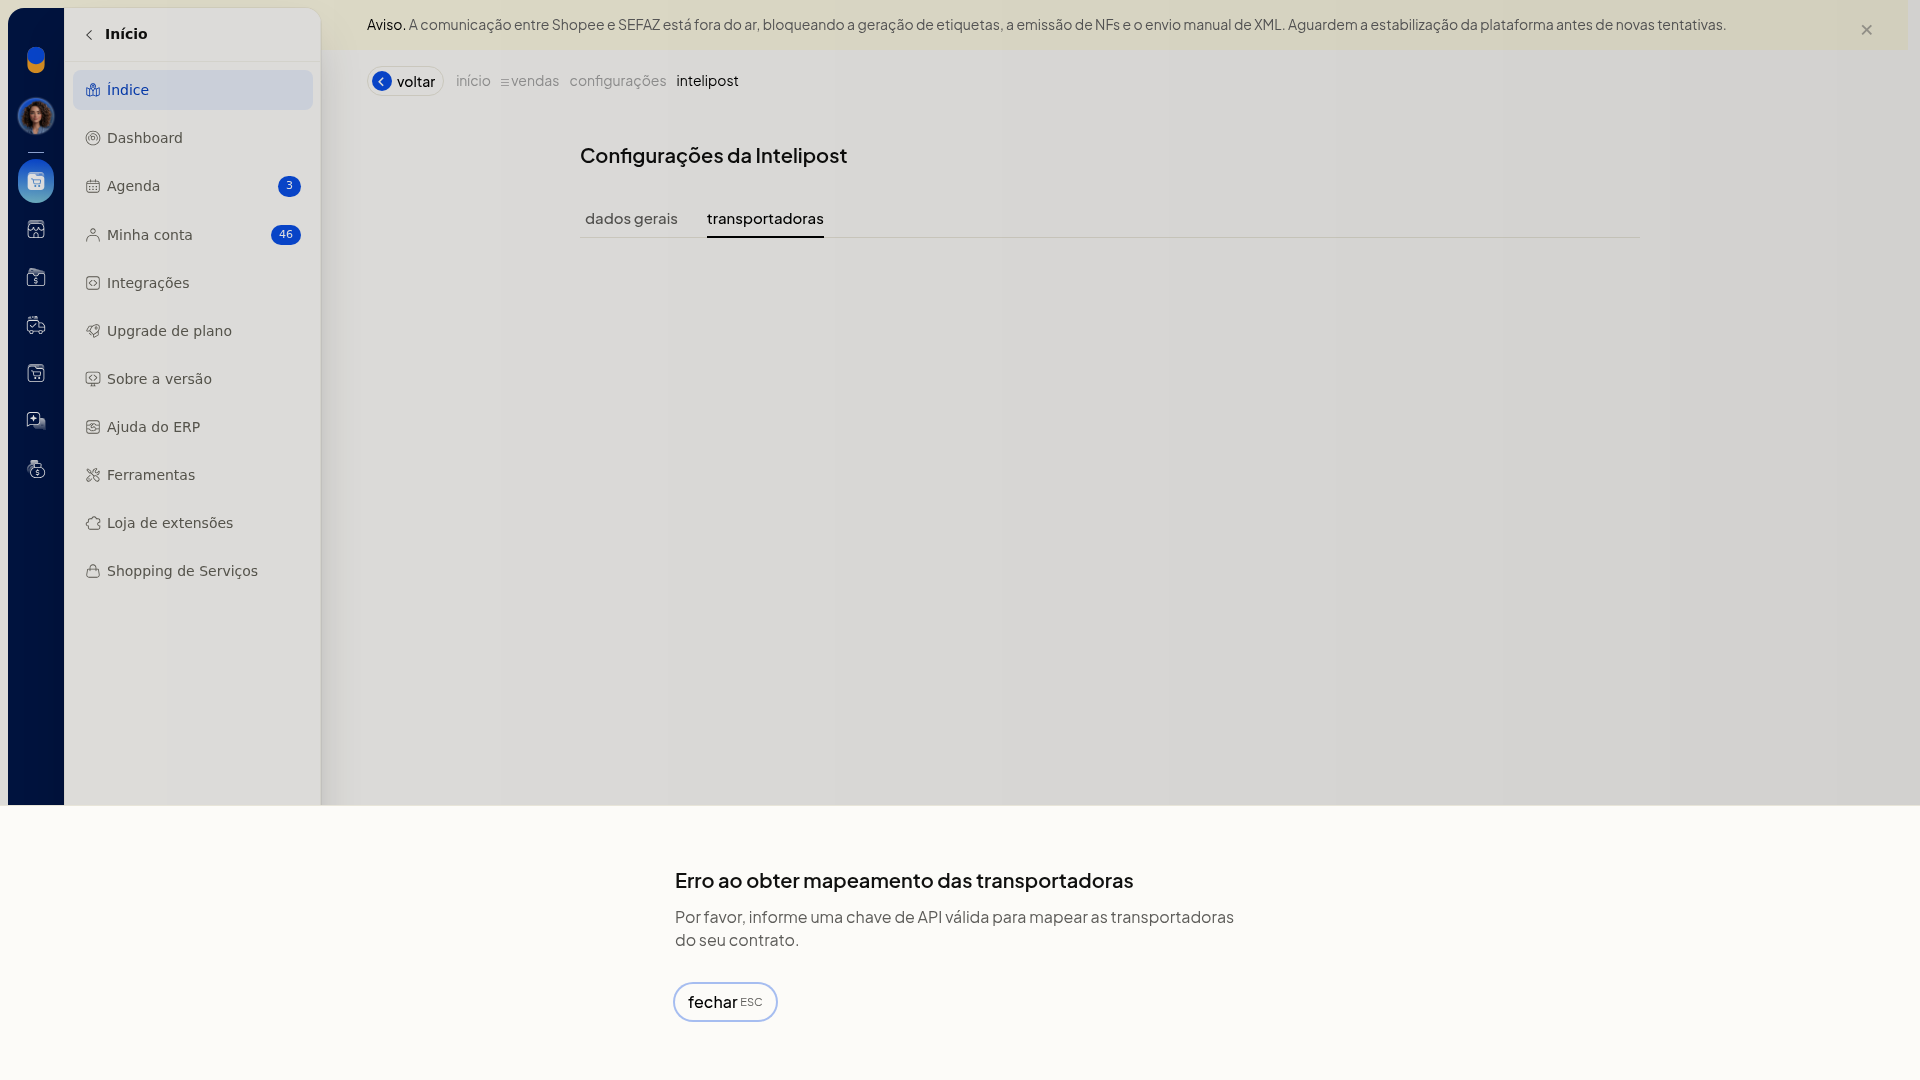 Aviso. A comunicação entre Shopee e SEFAZ está fora do ar, bloqueando a geração de etiquetas, a emissão de NFs e o envio manual de XML. Aguardem a estabilização da plataforma antes de novas tentativas.
Início
voltar início vendas configurações intelipost
Índice
Dashboard
Agenda 3
Minha conta 46
Integrações
Upgrade de plano
Sobre a versão
Ajuda do ERP
Ferramentas
Loja de extensões
Shopping de Serviços
Configurações da Intelipost
dados gerais transportadoras
Erro ao obter mapeamento das transportadoras
Por favor, informe uma chave de API válida para mapear as transportadoras
do seu contrato.
fechar ESC